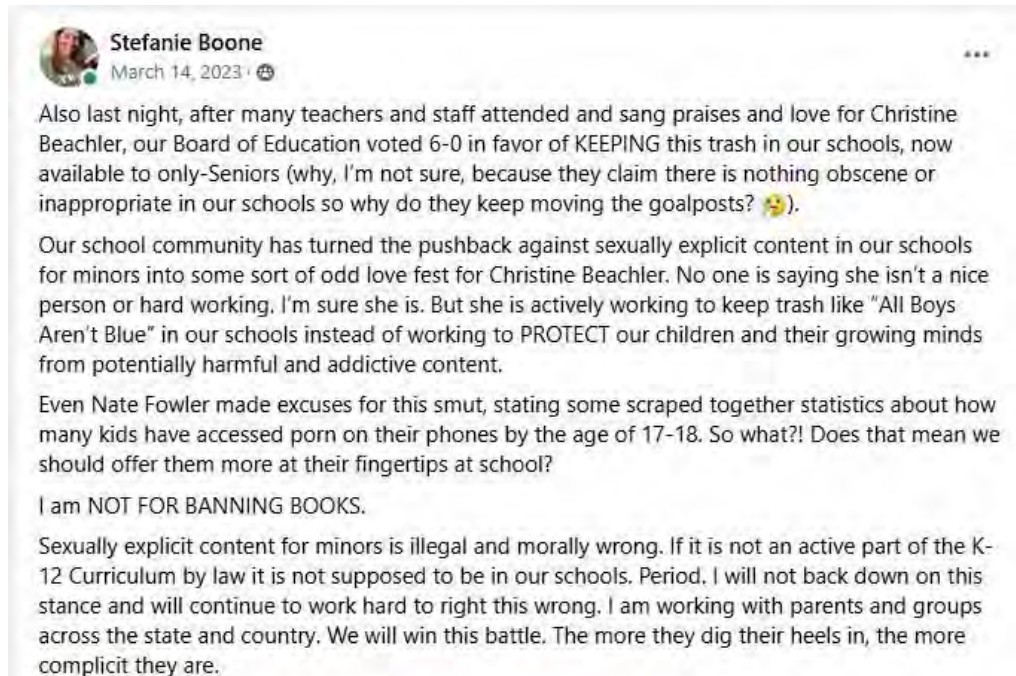 Stefanie Boone
March 14, 2023 ·
Also last night, after many teachers and staff attended and sang praises and love for Christine
Beachler, our Board of Education voted 6-0 in favor of KEEPING this trash in our schools, now
available to only-Seniors (why, I'm not sure, because they claim there is nothing obscene or
inappropriate in our schools so why do they keep moving the goalposts? 🤥).
Our school community has turned the pushback against sexually explicit content in our schools
for minors into some sort of odd love fest for Christine Beachler. No one is saying she isn't a nice
person or hard working. I'm sure she is. But she is actively working to keep trash like "All Boys
Aren't Blue" in our schools instead of working to PROTECT our children and their growing minds
from potentially harmful and addictive content.
Even Nate Fowler made excuses for this smut, stating some scraped together statistics about how
many kids have accessed porn on their phones by the age of 17-18. So what?! Does that mean we
should offer them more at their fingertips at school?
I am NOT FOR BANNING BOOKS.
Sexually explicit content for minors is illegal and morally wrong. If it is not an active part of the K-
12 Curriculum by law it is not supposed to be in our schools. Period. I will not back down on this
stance and will continue to work hard to right this wrong. I am working with parents and groups
across the state and country. We will win this battle. The more they dig their heels in, the more
complicit they are.